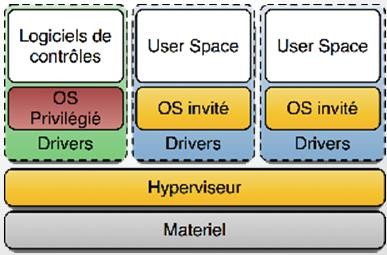 Logiciels de
contrôles
User Space
User Space
OS
Privilégié
OS invité
OS invité
Drivers
Drivers
Drivers
Hyperviseur
Materiel